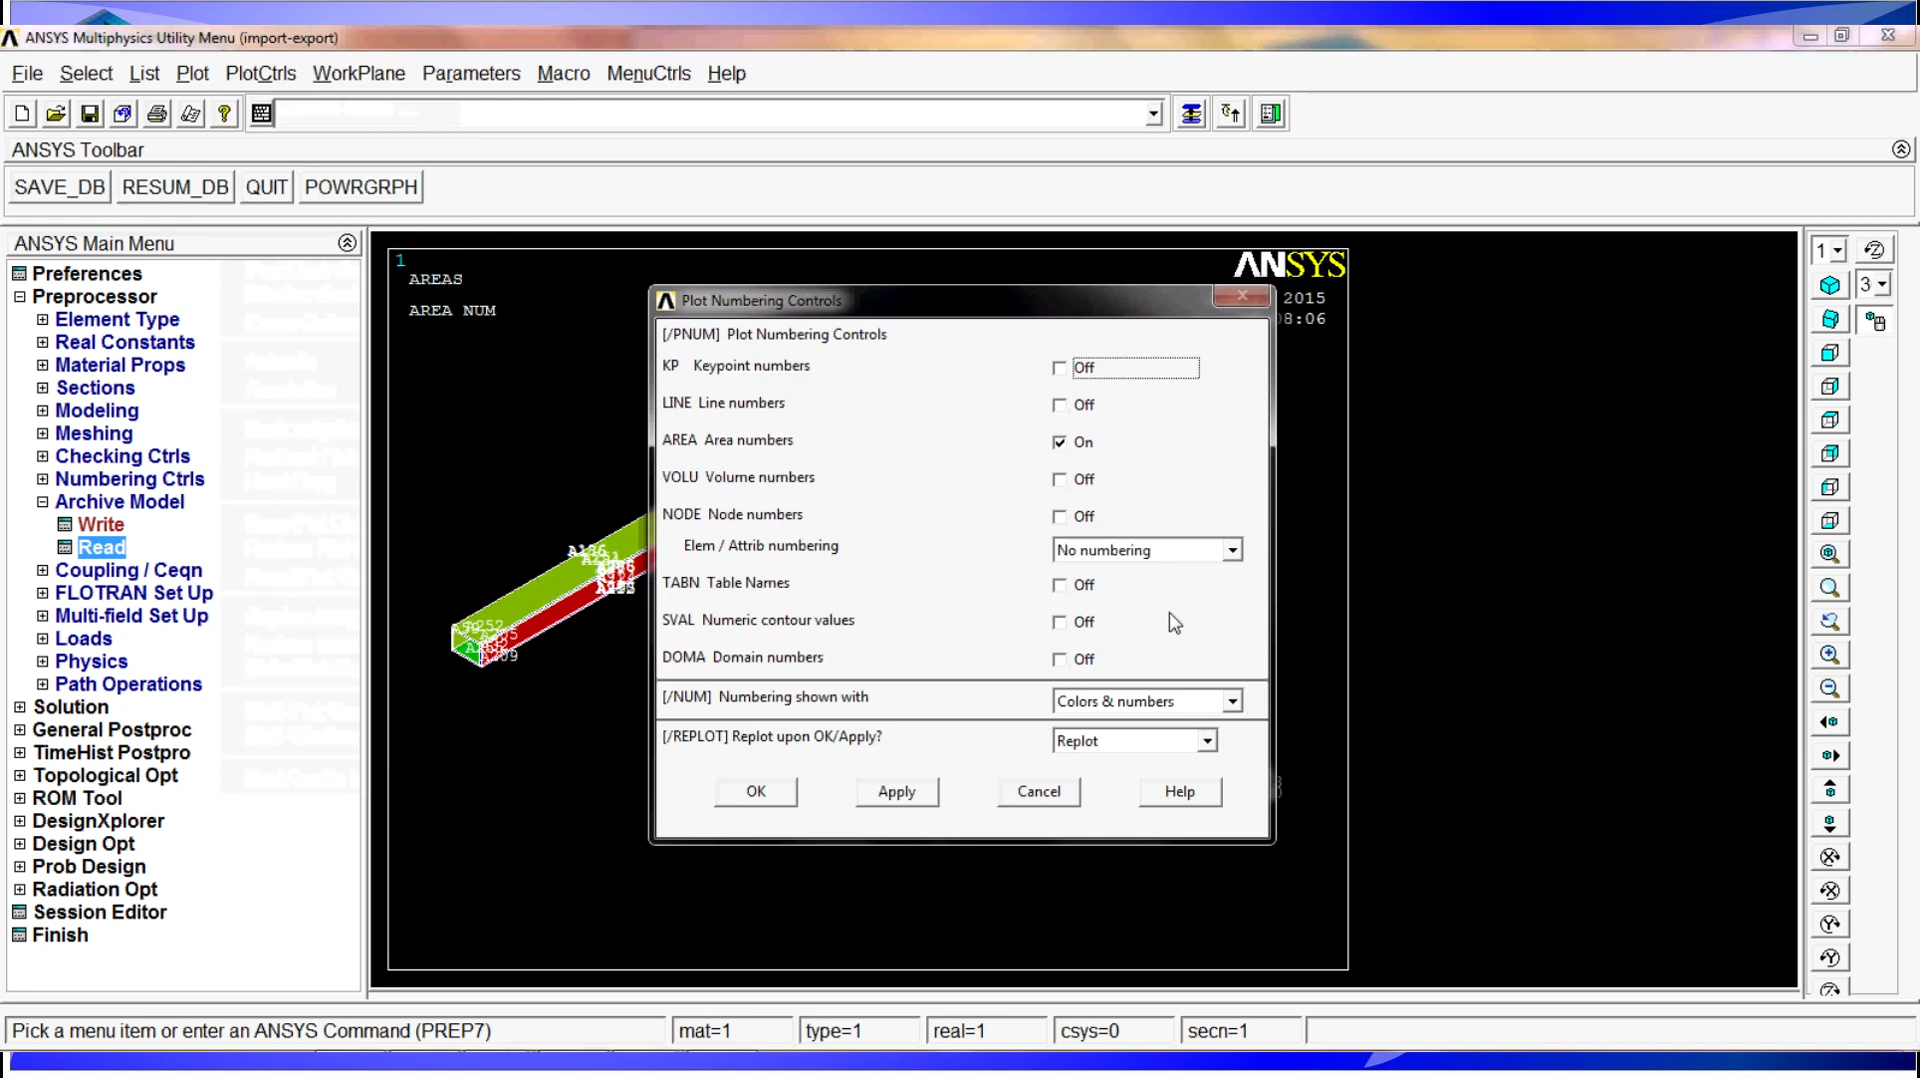 ANSYS Multiphysics Utility Menu (import-export)
File Select List Plot PlotCtrls WorkPlane Parameters Macro MenuCtrls Help
ANSYS Toolbar
SAVE_DB RESUM_DB QUIT POWRGRPH
ANSYS Main Menu
Preferences
Preprocessor
Element Type
Real Constants
Material Props
Sections
Modeling
Meshing
Checking Ctrls
Numbering Ctrls
Archive Model
Write
Read
Coupling / Ceqn
FLOTRAN Set Up
Multi-field Set Up
Loads
Physics
Path Operations
Solution
General Postproc
TimeHist Postpro
Topological Opt
ROM Tool
DesignXplorer
Design Opt
Prob Design
Radiation Opt
Session Editor
Finish
1
AREAS
AREA NUM
ANSYS
2015
8:06
A252
Plot Numbering Controls
[/PNUM] Plot Numbering Controls
KP Keypoint numbers Off
LINE Line numbers Off
AREA Area numbers On
VOLU Volume numbers Off
NODE Node numbers Off
Elem / Attrib numbering No numbering
TABN Table Names Off
SVAL Numeric contour values Off
DOMA Domain numbers Off
[/NUM] Numbering shown with Colors & numbers
[/REPLOT] Replot upon OK/Apply? Replot
OK Apply Cancel Help
1
3
Pick a menu item or enter an ANSYS Command (PREP7) mat=1 type=1 real=1 csys=0 secn=1